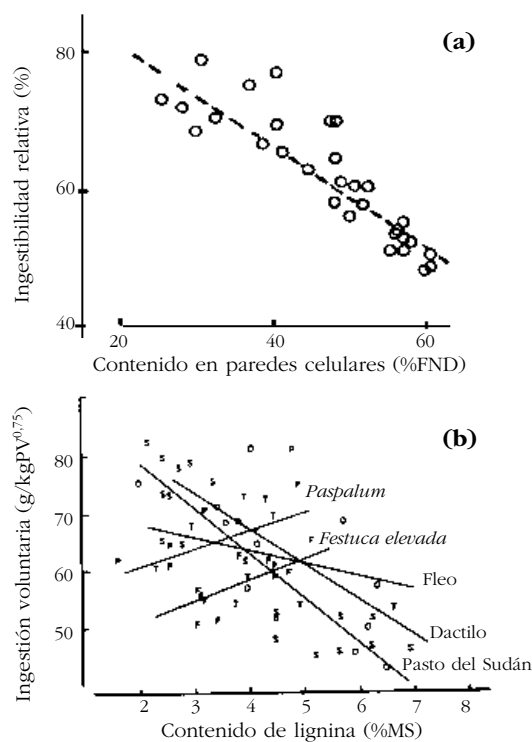 (a)
Ingestibilidad relativa (%)
80
60
40
20
40
60
Contenido en paredes celulares (%FND)
(b)
Ingestión voluntaria (g/kgPV0,75)
80
70
60
50
Paspalum
Festuca elevada
Fleo
Dactilo
Pasto del Sudán
2 3 4 5 6 7 8
Contenido de lignina (%MS)